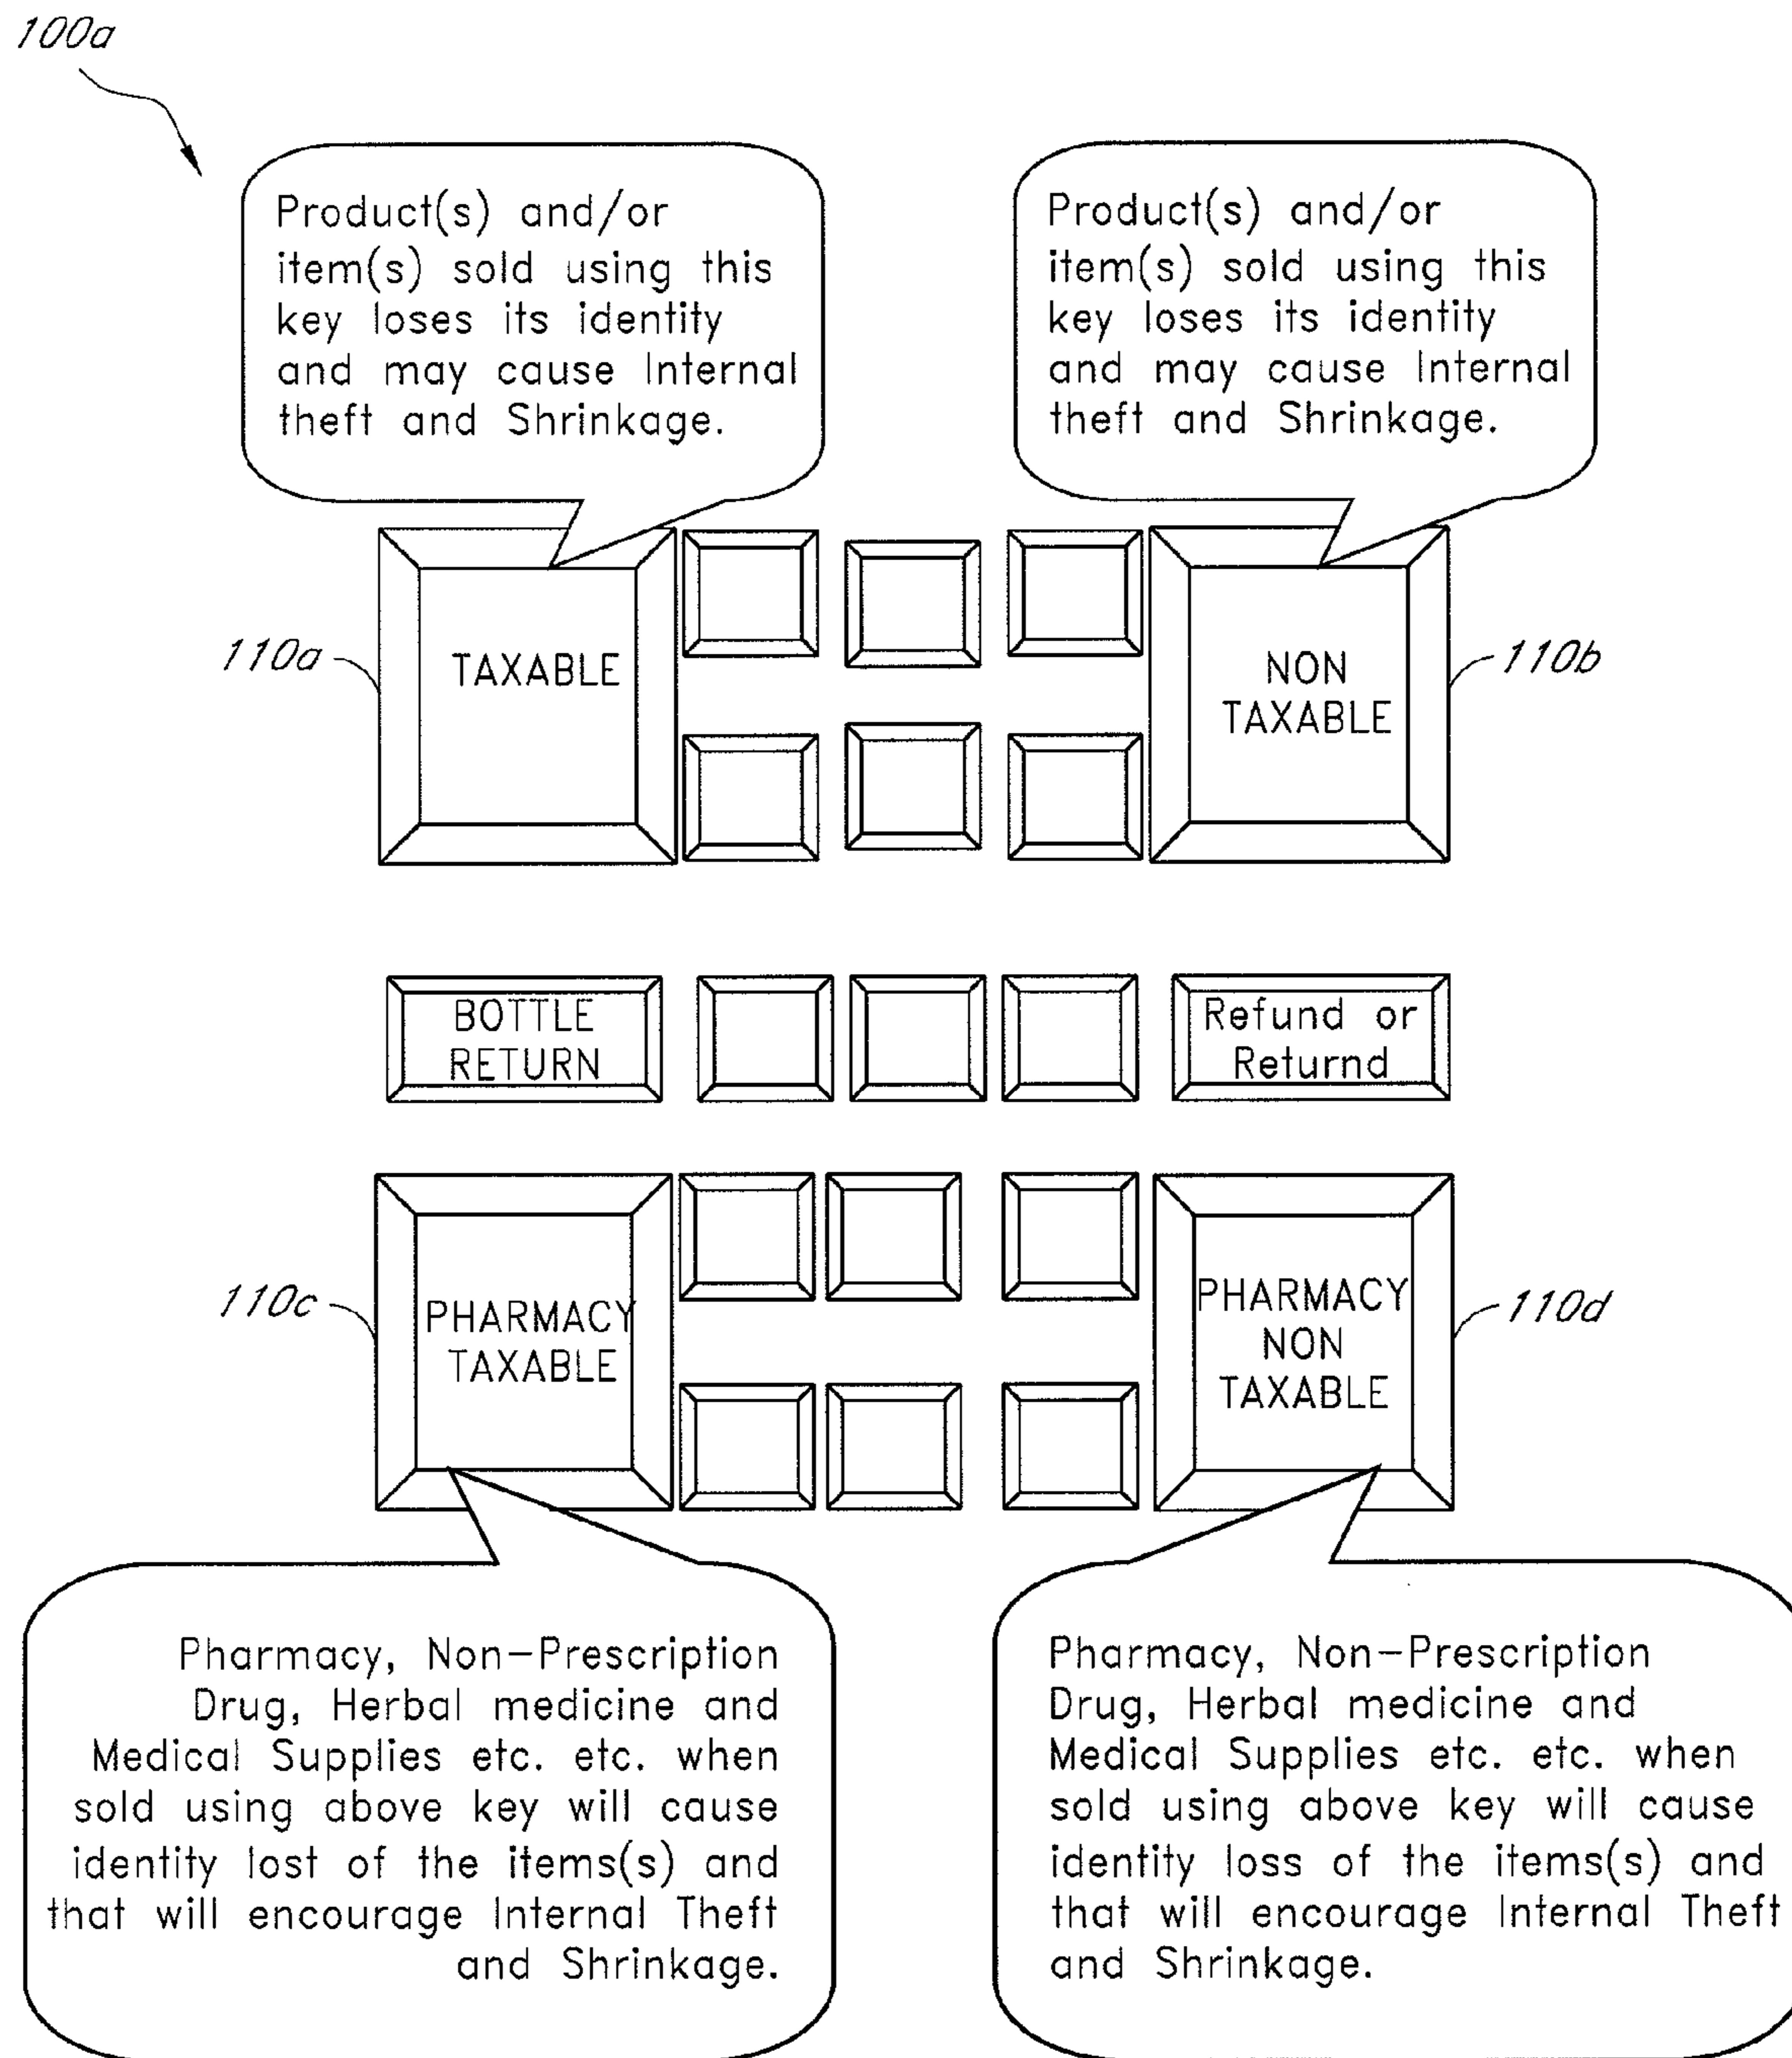 100a
Product(s) and/or
item(s) sold using this
key loses its identity
and may cause Internal
theft and Shrinkage.
Product(s) and/or
item(s) sold using this
key loses its identity
and may cause Internal
theft and Shrinkage.
110a
TAXABLE
NON
TAXABLE
110b
BOTTLE
RETURN
Refund or
Returnd
110c
PHARMACY
TAXABLE
PHARMACY
NON
TAXABLE
110d
Pharmacy, Non-Prescription
Drug, Herbal medicine and
Medical Supplies etc. etc. when
sold using above key will cause
identity lost of the items(s) and
that will encourage Internal Theft
and Shrinkage.
Pharmacy, Non-Prescription
Drug, Herbal medicine and
Medical Supplies etc. etc. when
sold using above key will cause
identity loss of the items(s) and
that will encourage Internal Theft
and Shrinkage.